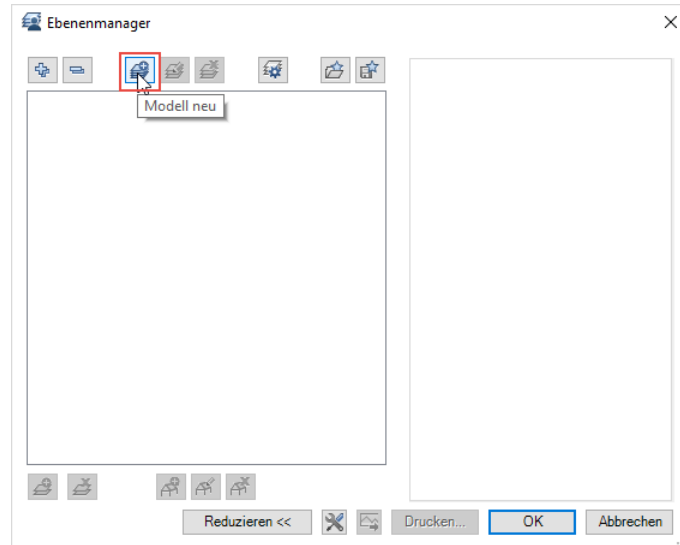 Ebenenmanager
Modell neu
Reduzieren <<
Drucken...
OK
Abbrechen